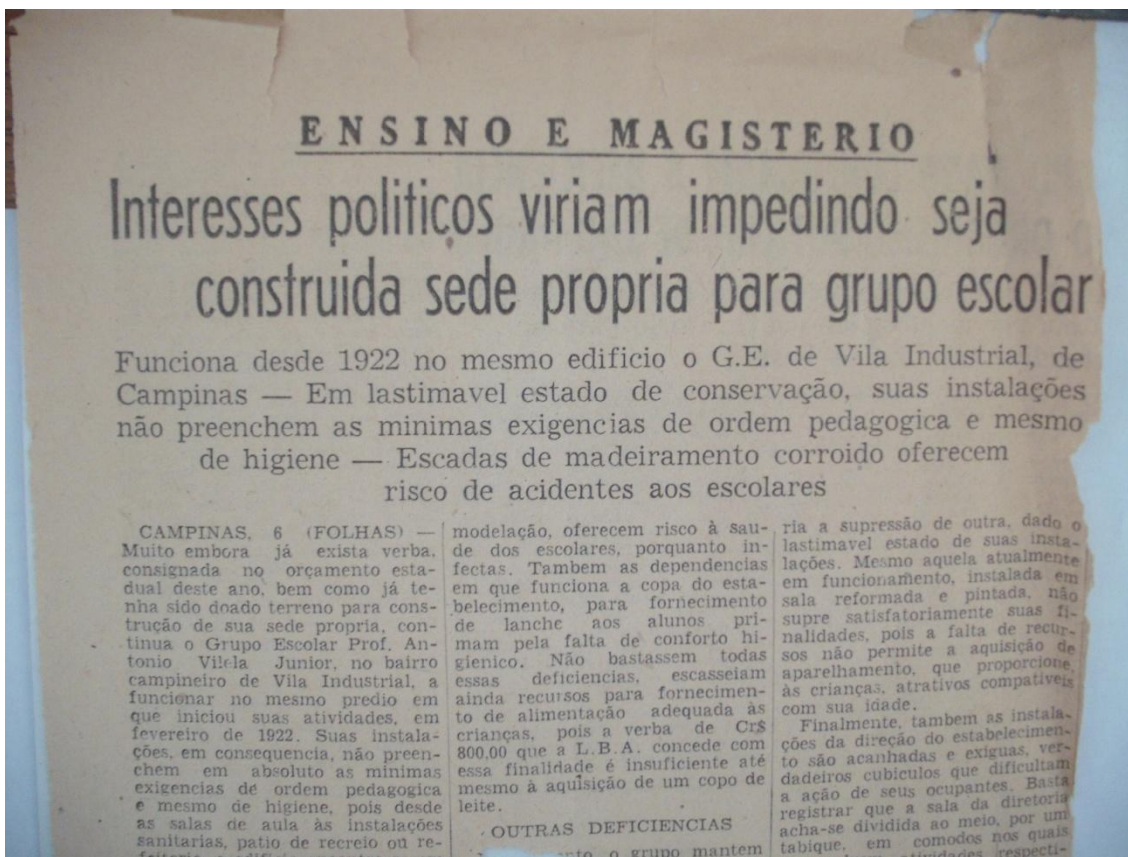 ENSINO E MAGISTERIO
Interesses politicos viriam impedindo seja
construida sede propria para grupo escolar
Funciona desde 1922 no mesmo edificio o G.E. de Vila Industrial, de
Campinas — Em lastimavel estado de conservação, suas instalações
não preenchem as minimas exigencias de ordem pedagogica e mesmo
de higiene — Escadas de madeiramento corroido oferecem
risco de acidentes aos escolares
CAMPINAS, 6 (FOLHAS) —
Muito embora já exista verba,
consignada no orçamento esta-
dual deste ano, bem como já te-
nha sido doado terreno para cons-
trução de sua sede propria, con-
tinua o Grupo Escolar Prof. An-
tonio Vilela Junior, no bairro
campineiro de Vila Industrial, a
funcionar no mesmo predio em
que iniciou suas atividades, em
fevereiro de 1922. Suas instala-
ções, em consequencia, não preen-
chem em absoluto as minimas
exigencias de ordem pedagogica
e mesmo de higiene, pois desde
as salas de aula às instalações
sanitarias, patio de recreio ou re-
modelação, oferecem risco à sau-
de dos escolares, porquanto in-
fectas. Tambem as dependencias
em que funciona a copa do esta-
belecimento, para fornecimento
de lanche aos alunos pri-
mam pela falta de conforto hi-
gienico. Não bastassem todas
essas deficiencias, escasseiam
ainda recursos para fornecimen-
to de alimentação adequada às
crianças, pois a verba de Cr$
800,00 que a L.B.A. concede com
essa finalidade é insuficiente até
mesmo à aquisição de um copo de
leite.
OUTRAS DEFICIENCIAS
o grupo mantem
ria a supressão de outra, dado o
lastimavel estado de suas insta-
lações. Mesmo aquela atualmente
em funcionamento, instalada em
sala reformada e pintada, não
supre satisfatoriamente suas fi-
nalidades, pois a falta de recur-
sos não permite a aquisição de
aparelhamento, que proporcione,
às crianças, atrativos compativeis
com sua idade.
Finalmente, tambem as instala-
ções da direção do estabelecimen-
to são acanhadas e exiguas, ver-
dadeiros cubiculos que dificultam
a ação de seus ocupantes. Basta
registrar que a sala da diretoria
acha-se dividida ao meio, por um
tabique, em comodos nos quais